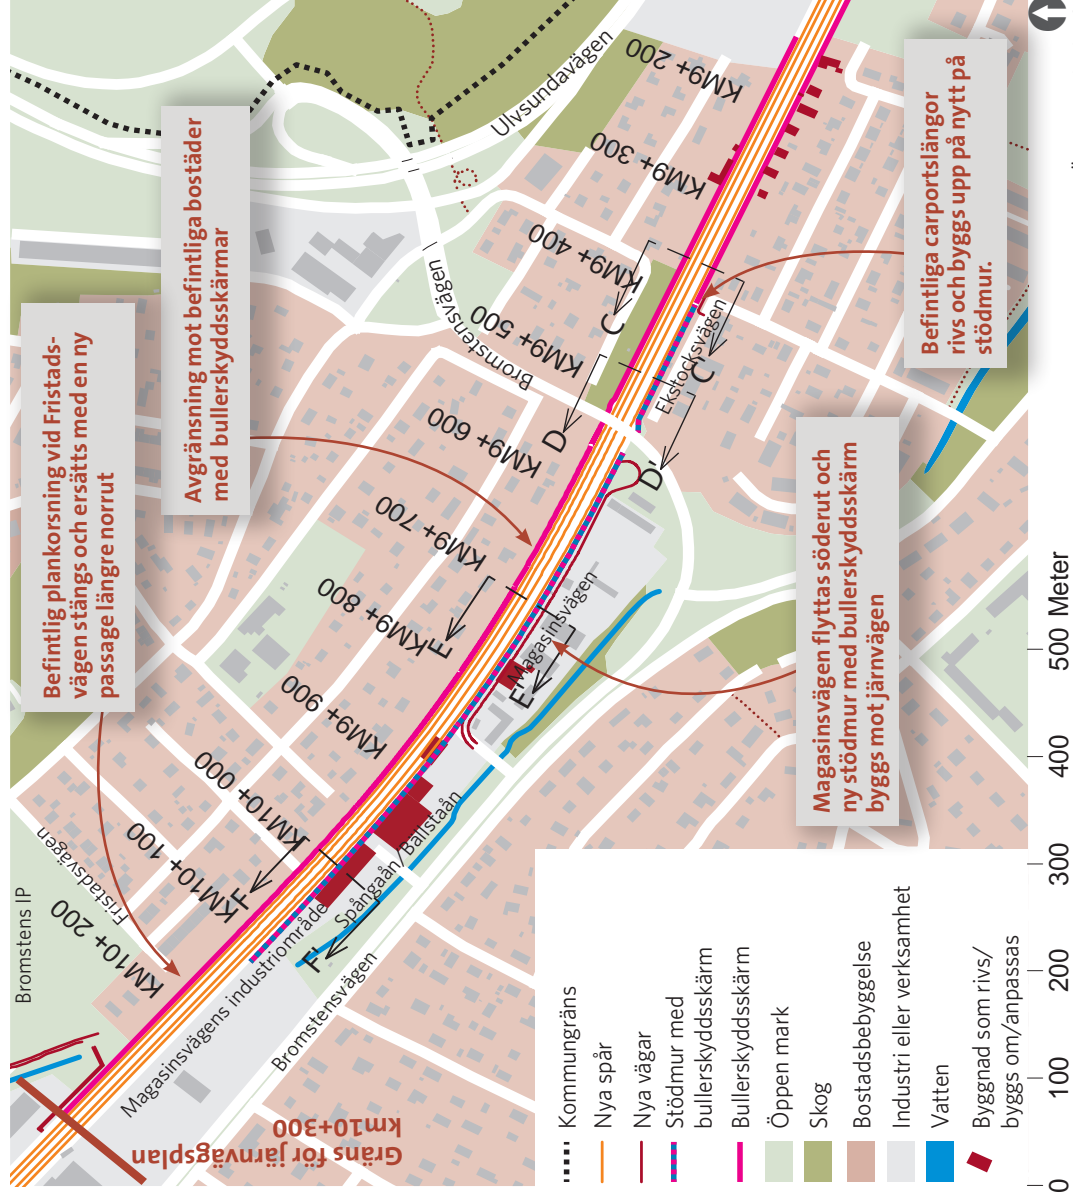 Befintlig plankorsning vid Fristads-
vägen stängs och ersätts med en ny
passage längre norrut
Avgränsning mot befintliga bostäder
med bullerskyddsskärmar
Befintliga carportslängor
rivs och byggs upp på nytt på
stödmur.
Magasinsvägen flyttas söderut och
ny stödmur med bullerskyddsskärm
byggs mot järnvägen
Gräns för järnvägsplan
km10+300
Bromstens IP
Fristadsvägen
Magasinsvägens industriområde
Bromstensvägen
Spångaån/Bällstaån
Magasinsvägen
Ekstocksvägen
Bromstensvägen
Ulvsundavägen
KM10+ 200
KM10+ 100
KM10+ 000
KM9+ 900
KM9+ 800
KM9+ 700
KM9+ 600
KM9+ 500
KM9+ 400
KM9+ 300
KM9+ 200
F
F'
E
E'
D
D'
C
C'
Kommungräns
Nya spår
Nya vägar
Stödmur med
bullerskyddsskärm
Bullerskyddsskärm
Öppen mark
Skog
Bostadsbebyggelse
Industri eller verksamhet
Vatten
Byggnad som rivs/
byggs om/anpassas
0 100 200 300 400 500 Meter